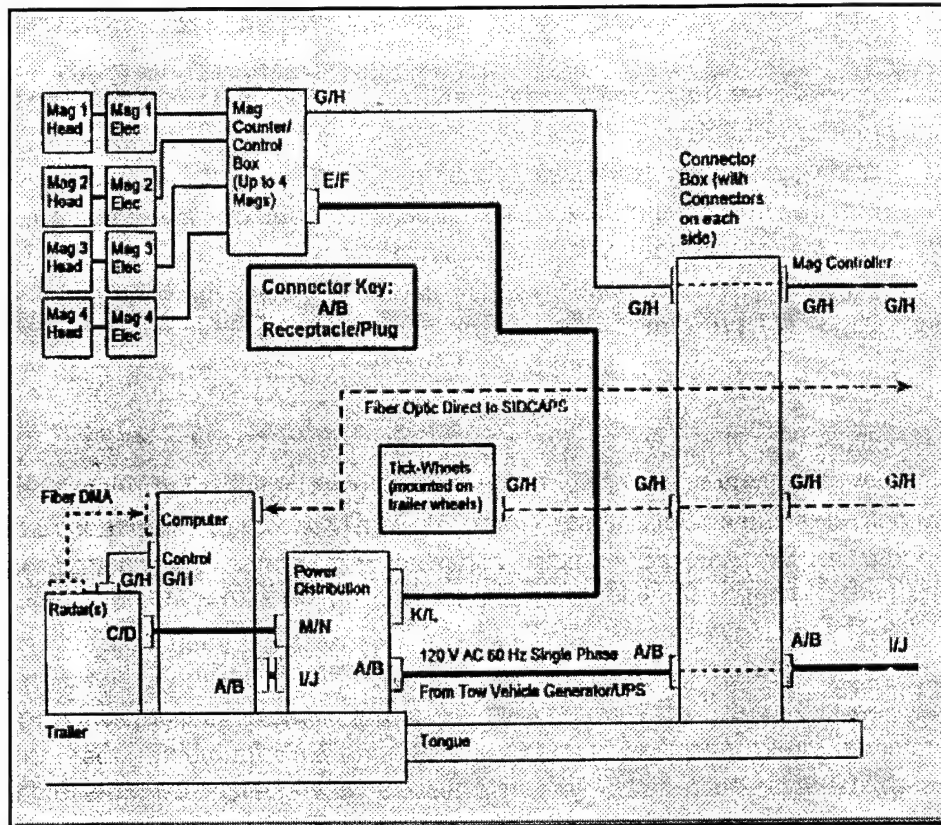 G/H
Mag 1
Head
Mag 1
Elec
Mag
Counter/
Control
Box
(Up to 4
Mags)
Mag 2
Head
Mag 2
Elec
E/F
Mag 3
Head
Mag 3
Elec
Mag 4
Head
Mag 4
Elec
Connector Key:
A/B
Receptacle/Plug
Connector
Box (with
Connectors
on each
side)
Mag Controller
G/H
G/H
G/H
Fiber Optic Direct to SIDCAPS
Tick-Wheels
(mounted on
trailer wheels)
G/H
G/H
G/H
G/H
Fiber DMA
Computer
Control
G/H
G/H
Radar(s)
C/D
Power
Distribution
M/N
K/L
A/B
I/J
A/B
120 V AC 60 Hz Single Phase
From Tow Vehicle Generator/UPS
A/B
A/B
I/J
Trailer
Tongue